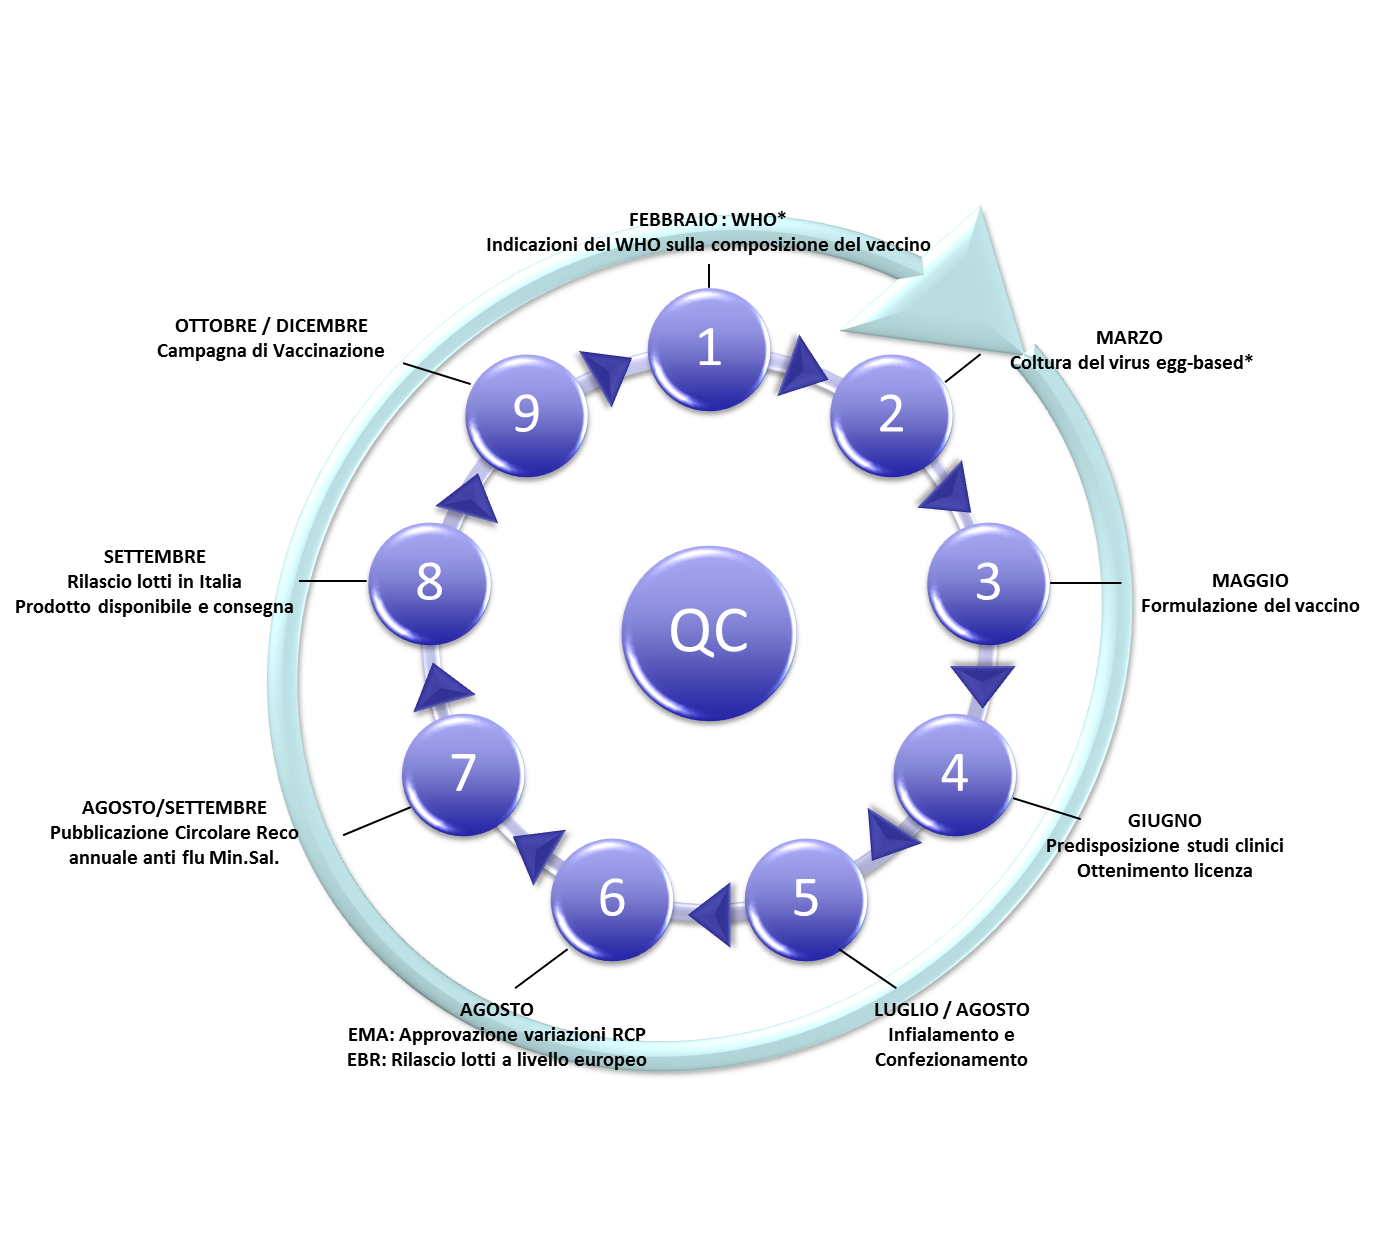 FEBBRAIO : WHO*
Indicazioni del WHO sulla composizione del vaccino
1
MARZO
Coltura del virus egg-based*
2
MAGGIO
Formulazione del vaccino
3
GIUGNO
Predisposizione studi clinici
Ottenimento licenza
4
LUGLIO / AGOSTO
Infialamento e
Confezionamento
5
AGOSTO
EMA: Approvazione variazioni RCP
EBR: Rilascio lotti a livello europeo
6
AGOSTO/SETTEMBRE
Pubblicazione Circolare Reco
annuale anti flu Min.Sal.
7
SETTEMBRE
Rilascio lotti in Italia
Prodotto disponibile e consegna
8
OTTOBRE / DICEMBRE
Campagna di Vaccinazione
9
QC